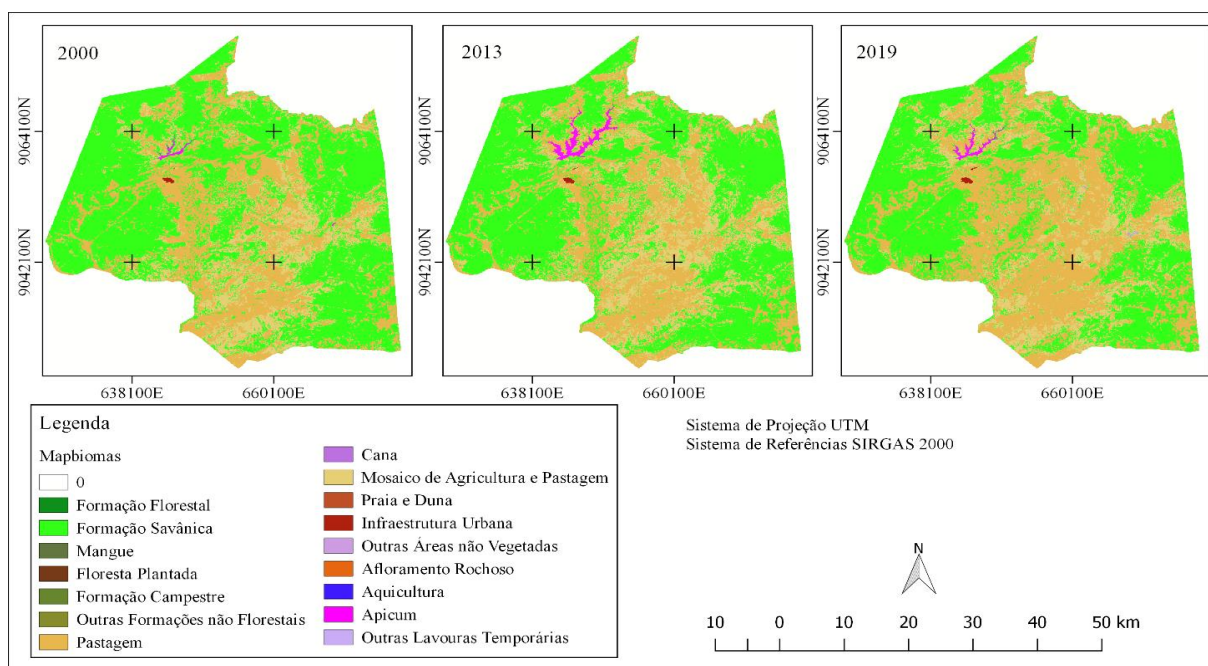 2000
2013
2019
9064100N
9042100N
638100E
660100E
9064100N
9042100N
638100E
660100E
9064100N
9042100N
638100E
660100E
Legenda
Mapbiomas
0
Formação Florestal
Formação Savânica
Mangue
Floresta Plantada
Formação Campestre
Outras Formações não Florestais
Pastagem
Cana
Mosaico de Agricultura e Pastagem
Praia e Duna
Infraestrutura Urbana
Outras Áreas não Vegetadas
Afloramento Rochoso
Aquicultura
Apicum
Outras Lavouras Temporárias
Sistema de Projeção UTM
Sistema de Referências SIRGAS 2000
N
10 0 10 20 30 40 50 km